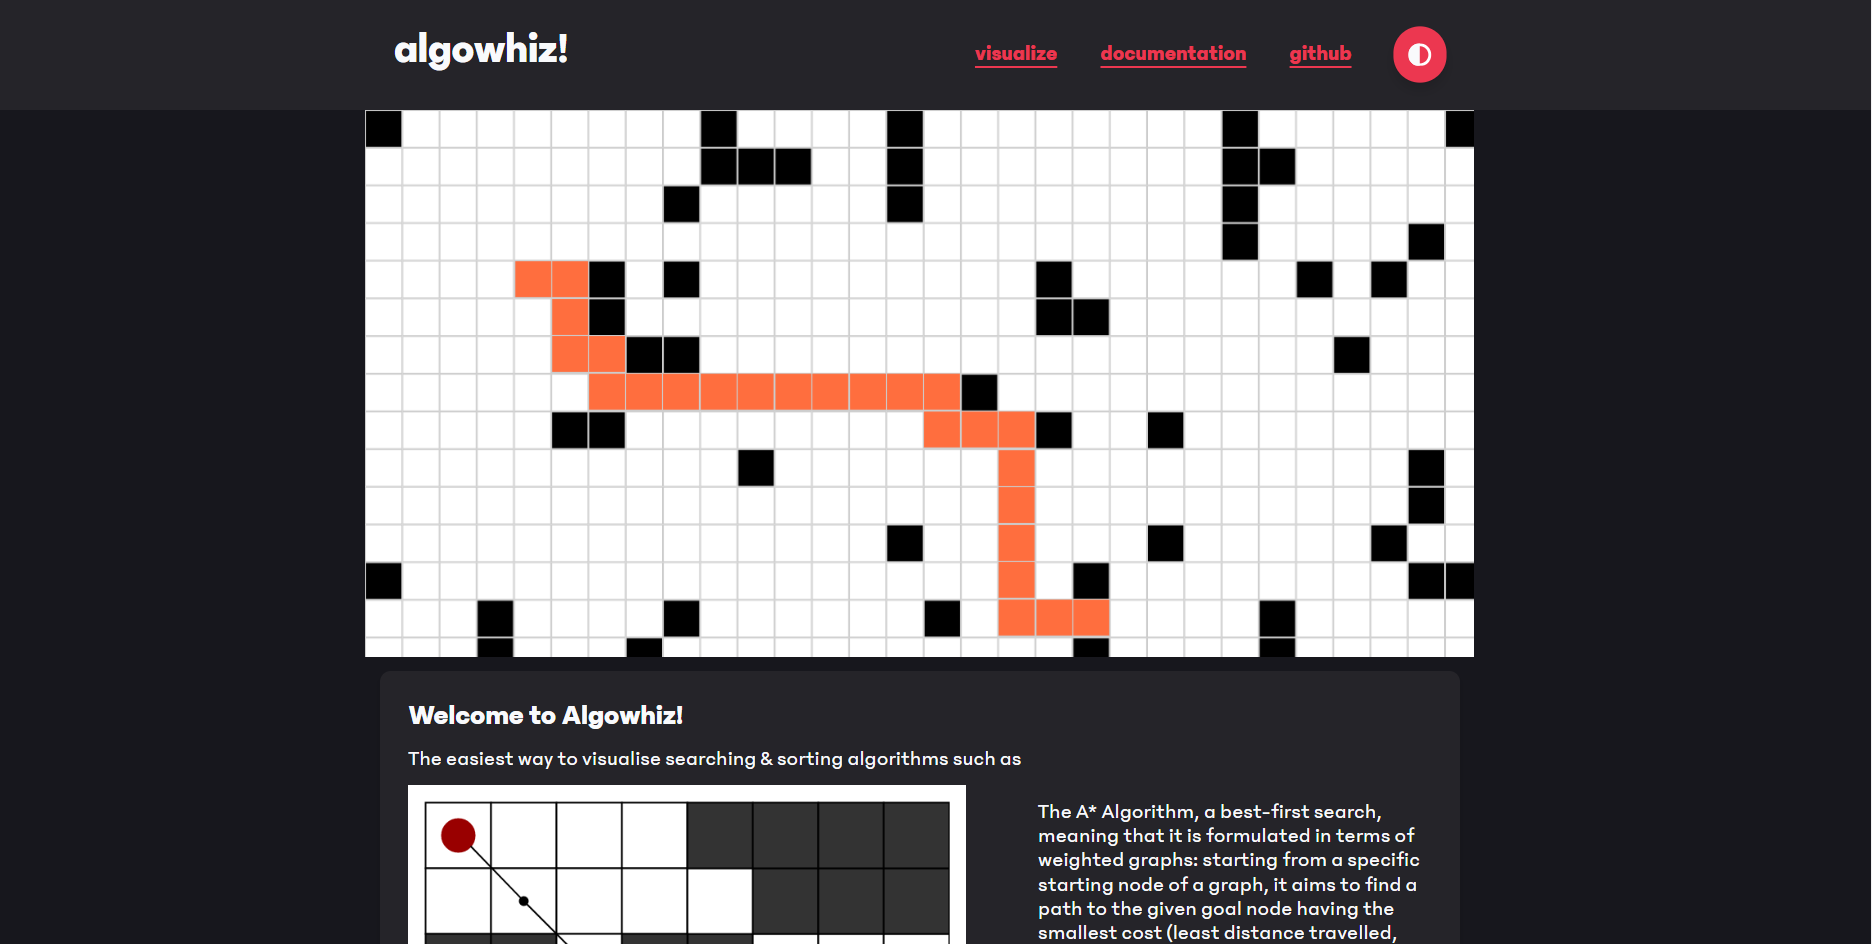 algowhiz!
visualize documentation github
Welcome to Algowhiz!
The easiest way to visualise searching & sorting algorithms such as
The A* Algorithm, a best-first search,
meaning that it is formulated in terms of
weighted graphs: starting from a specific
starting node of a graph, it aims to find a
path to the given goal node having the
smallest cost (least distance travelled,